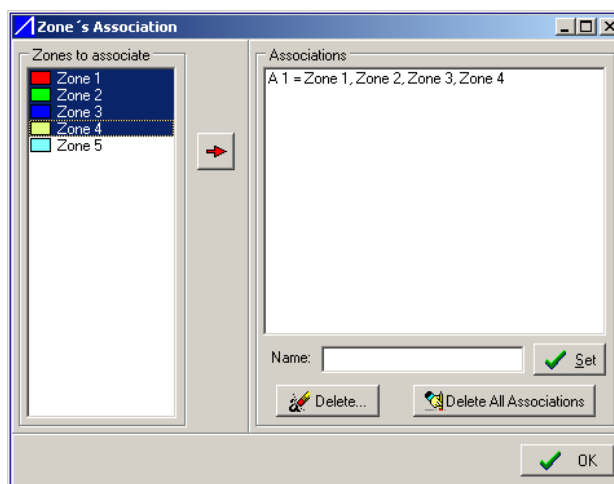 Zone´s Association
Zones to associate
Zone 1
Zone 2
Zone 3
Zone 4
Zone 5
Associations
A 1 = Zone 1, Zone 2, Zone 3, Zone 4
Name:
Set
Delete...
Delete All Associations
OK